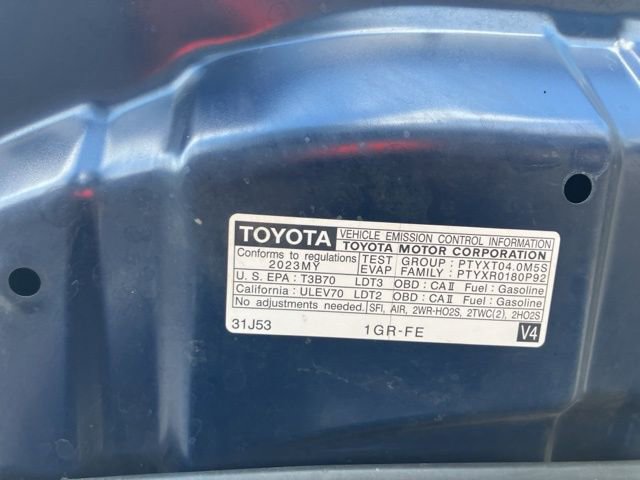 TOYOTA VEHICLE EMISSION CONTROL INFORMATION
TOYOTA MOTOR CORPORATION
Conforms to regulations TEST GROUP : PTYXT04.0M5S
2023MY EVAP FAMILY : PTYXR0180P92
U. S. EPA : T3B70 LDT3 OBD : CAⅡ Fuel : Gasoline
California : ULEV70 LDT2 OBD : CAⅡ Fuel : Gasoline
No adjustments needed. SFI, AIR, 2WR-HO2S, 2TWC(2), 2HO2S
31J53 1GR-FE V4